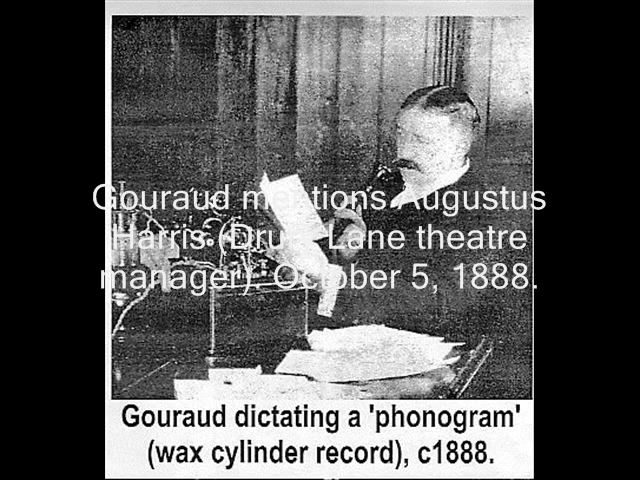 Gouraud mentions Augustus
Harris (Drury Lane theatre
manager). October 5, 1888.
Gouraud dictating a 'phonogram'
(wax cylinder record), c1888.